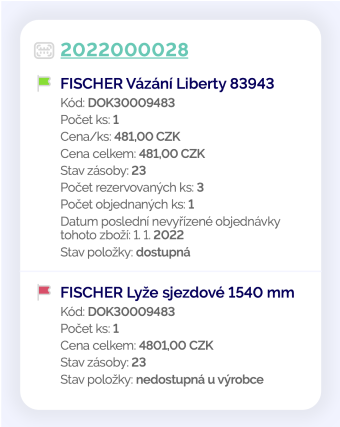 2022000028
FISCHER Vázání Liberty 83943
Kód: DOK30009483
Počet ks: 1
Cena/ks: 481,00 CZK
Cena celkem: 481,00 CZK
Stav zásoby: 23
Počet rezervovaných ks: 3
Počet objednaných ks: 1
Datum poslední nevyřízené objednávky
tohoto zboží: 1. 1. 2022
Stav položky: dostupná
FISCHER Lyže sjezdové 1540 mm
Kód: DOK30009483
Počet ks: 1
Cena celkem: 4801,00 CZK
Stav zásoby: 23
Stav položky: nedostupná u výrobce